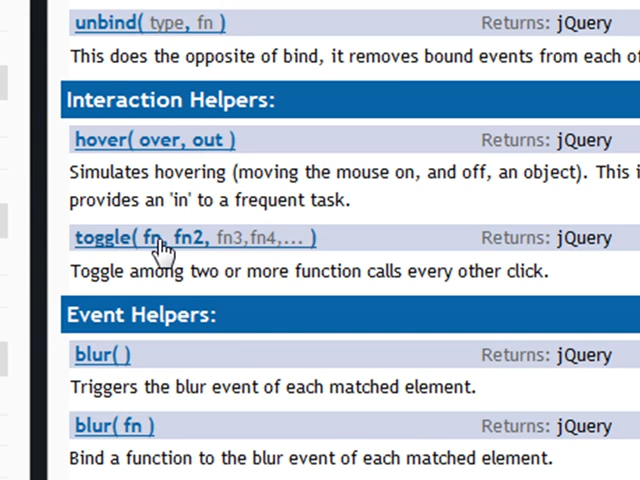 unbind( type, fn ) Returns: jQuery
This does the opposite of bind, it removes bound events from each of
Interaction Helpers:
hover( over, out ) Returns: jQuery
Simulates hovering (moving the mouse on, and off, an object). This i
provides an 'in' to a frequent task.
toggle( fn, fn2, fn3,fn4,... ) Returns: jQuery
Toggle among two or more function calls every other click.
Event Helpers:
blur( ) Returns: jQuery
Triggers the blur event of each matched element.
blur( fn ) Returns: jQuery
Bind a function to the blur event of each matched element.